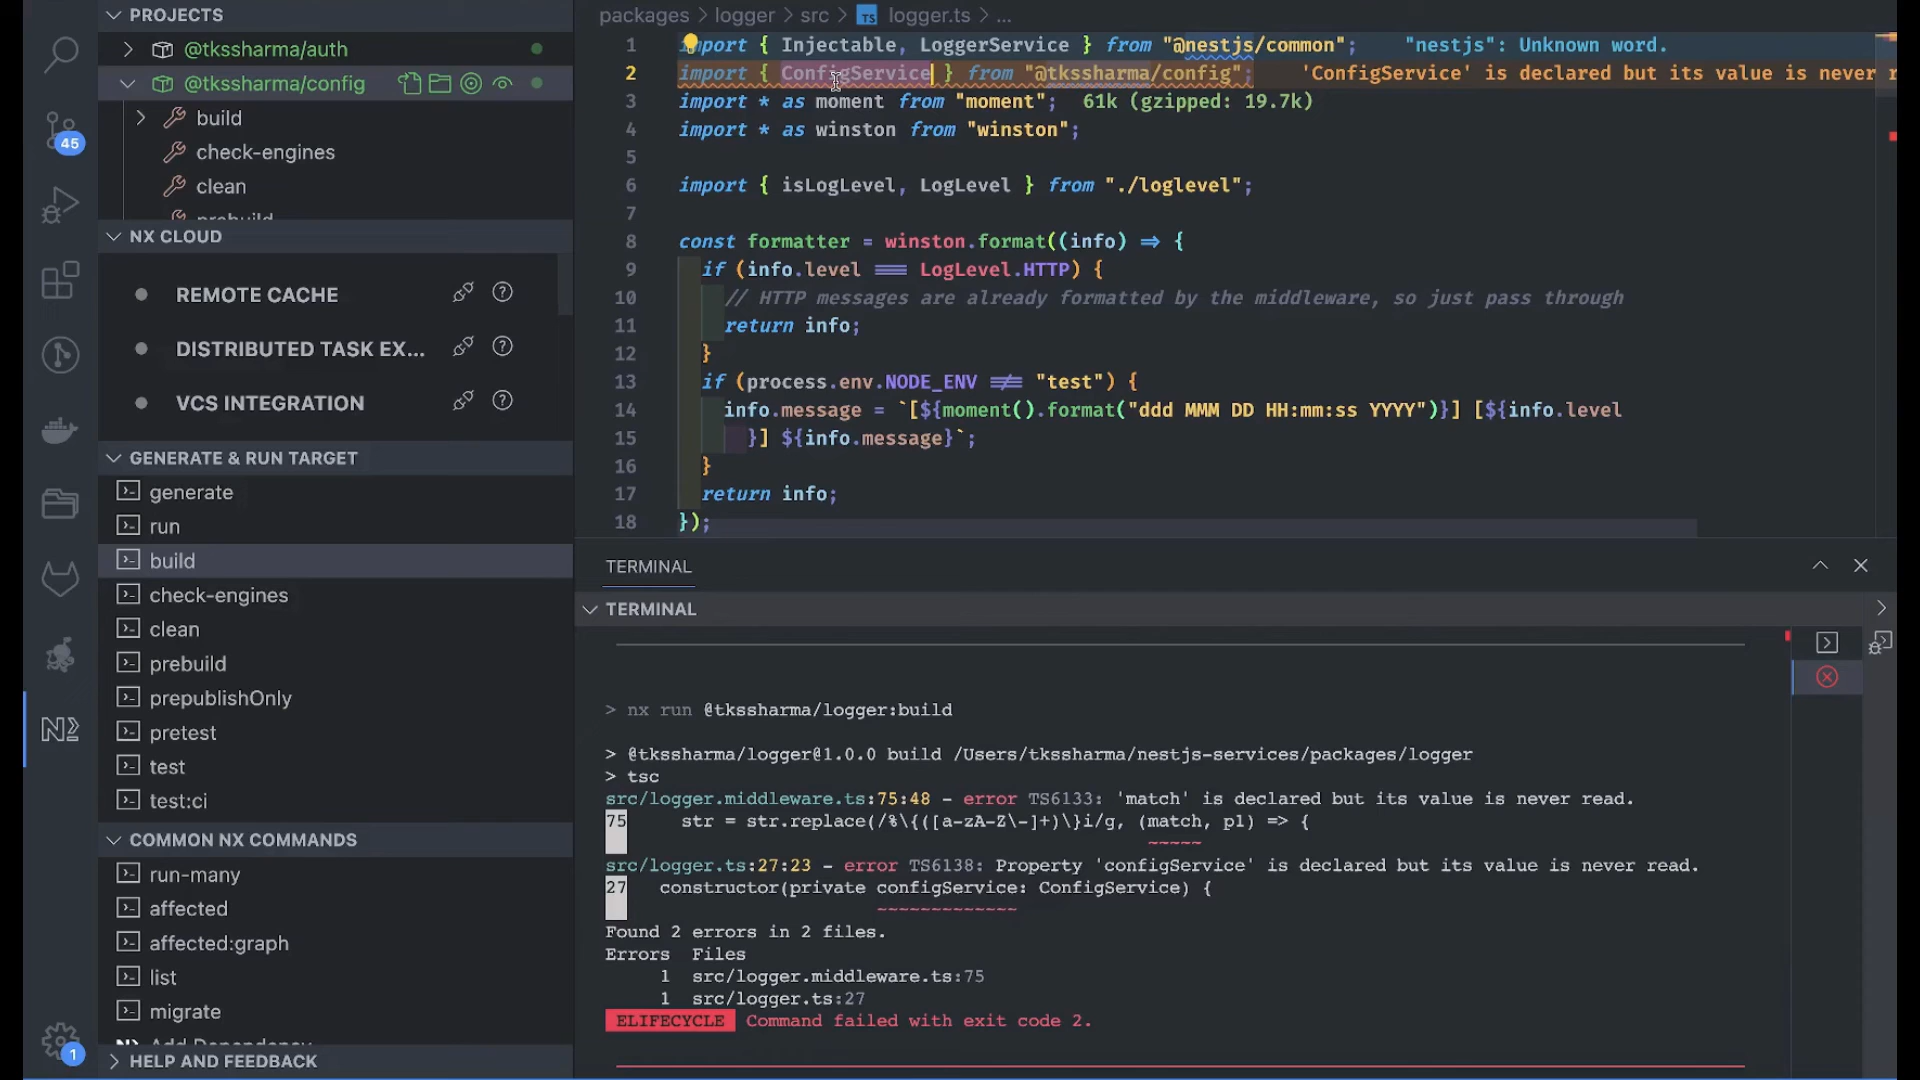 PROJECTS
@tkssharma/auth
@tkssharma/config
build
check-engines
clean
prebuild
NX CLOUD
REMOTE CACHE
DISTRIBUTED TASK EX...
VCS INTEGRATION
GENERATE & RUN TARGET
generate
run
build
check-engines
clean
prebuild
prepublishOnly
pretest
test
test:ci
COMMON NX COMMANDS
run-many
affected
affected:graph
list
migrate
Add Dependency
HELP AND FEEDBACK
45
1
packages > logger > src > TS logger.ts > ...
1 import { Injectable, LoggerService } from "@nestjs/common"; "nestjs": Unknown word.
2 import { ConfigService } from "@tkssharma/config"; 'ConfigService' is declared but its value is never r
3 import * as moment from "moment"; 61k (gzipped: 19.7k)
4 import * as winston from "winston";
5
6 import { isLogLevel, LogLevel } from "./loglevel";
7
8 const formatter = winston.format((info) => {
9 if (info.level === LogLevel.HTTP) {
10 // HTTP messages are already formatted by the middleware, so just pass through
11 return info;
12 }
13 if (process.env.NODE_ENV !== "test") {
14 info.message = `[${moment().format("ddd MMM DD HH:mm:ss YYYY")}] [${info.level
15 }] ${info.message}`;
16 }
17 return info;
18 });
TERMINAL
TERMINAL
> nx run @tkssharma/logger:build
> @tkssharma/logger@1.0.0 build /Users/tkssharma/nestjs-services/packages/logger
> tsc
src/logger.middleware.ts:75:48 - error TS6133: 'match' is declared but its value is never read.
75 str = str.replace(/%\{([a-zA-Z\-]+)\}i/g, (match, p1) => {
~~~~~
src/logger.ts:27:23 - error TS6138: Property 'configService' is declared but its value is never read.
27 constructor(private configService: ConfigService) {
~~~~~~~~~~~~~
Found 2 errors in 2 files.
Errors Files
1 src/logger.middleware.ts:75
1 src/logger.ts:27
ELIFECYCLE Command failed with exit code 2.